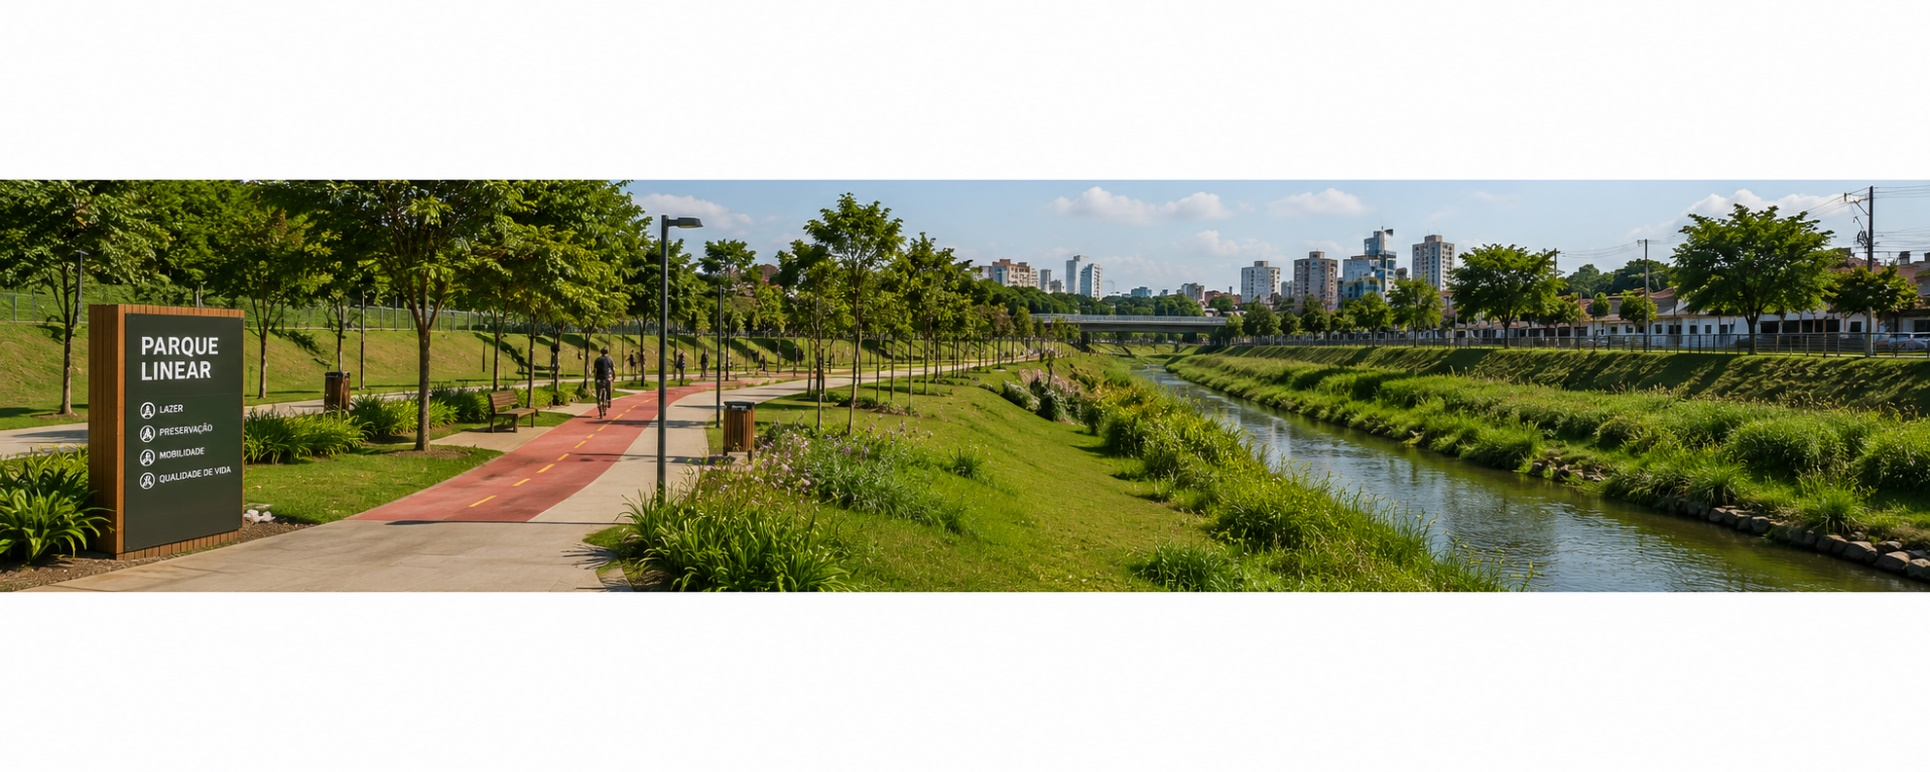 PARQUE
LINEAR
LAZER
PRESERVAÇÃO
MOBILIDADE
QUALIDADE DE VIDA